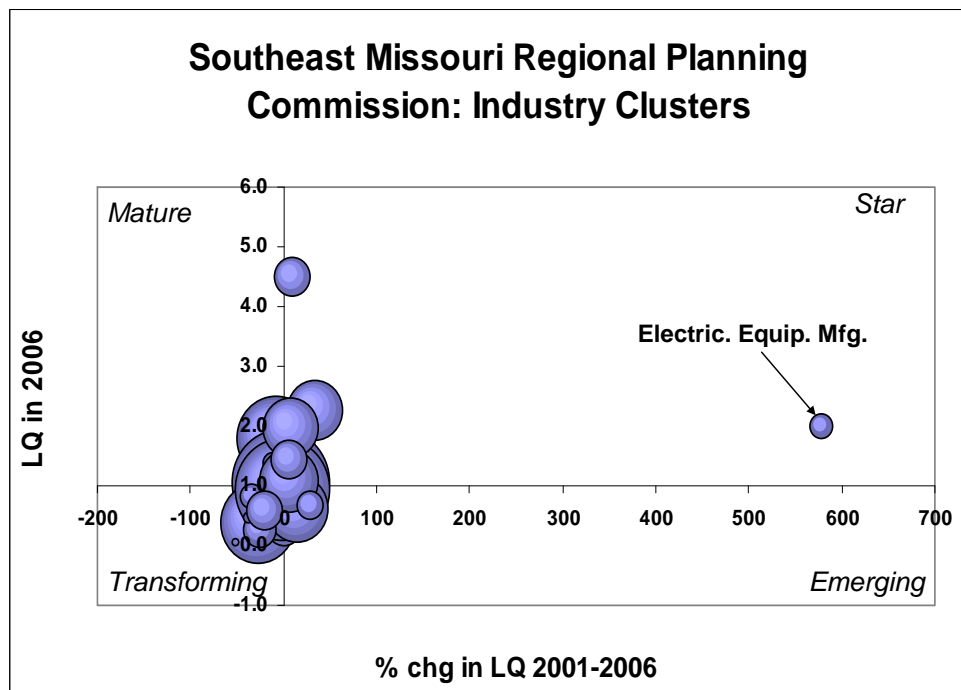 Southeast Missouri Regional Planning
Commission: Industry Clusters
6.0
Mature
Star
5.0
4.0
Electric. Equip. Mfg.
3.0
LQ in 2006
2.0
1.0
-200 -100 0 100 200 300 400 500 600 700
0.0
Transforming
Emerging
-1.0
% chg in LQ 2001-2006